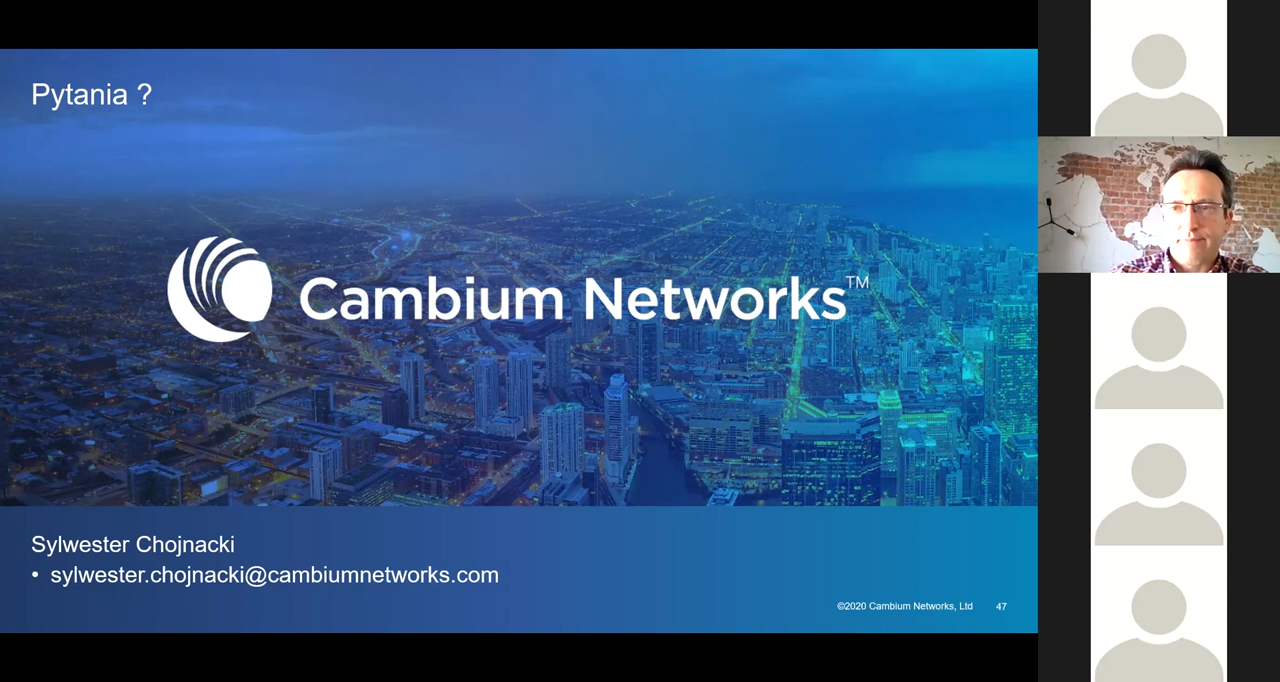 Pytania ?
Cambium Networks™
Sylwester Chojnacki
• sylwester.chojnacki@cambiumnetworks.com
©2020 Cambium Networks, Ltd 47